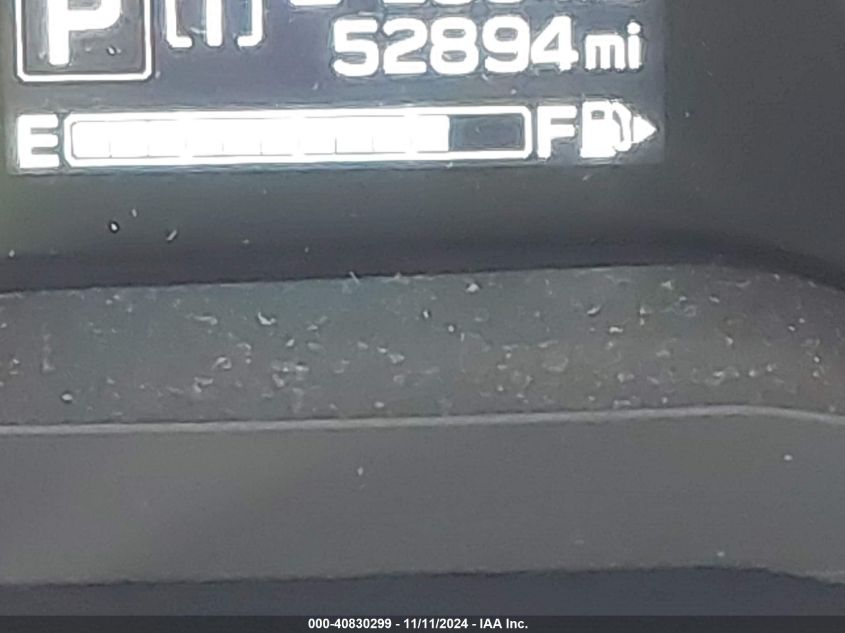 P
52894mi
E F
000-40830299 - 11/11/2024 - IAA Inc.